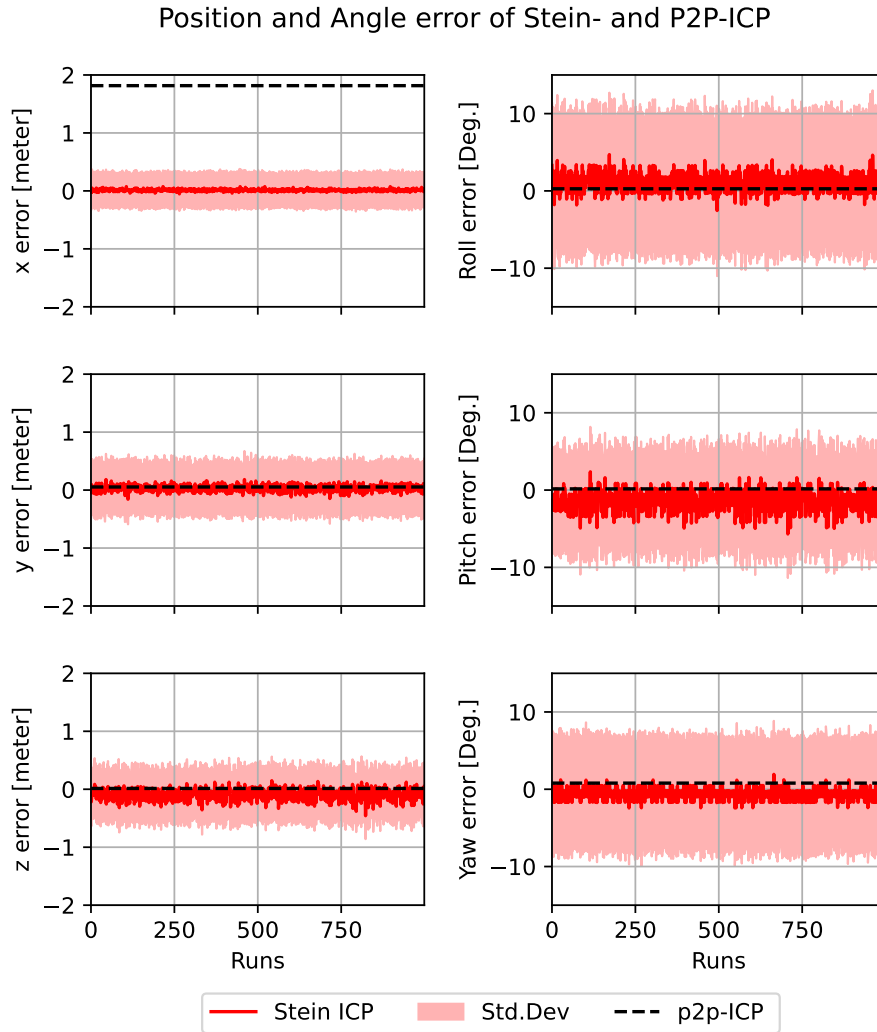 Position and Angle error of Stein- and P2P-ICP
x error [meter]
2
1
0
−1
−2
Roll error [Deg.]
10
0
−10
y error [meter]
2
1
0
−1
−2
Pitch error [Deg.]
10
0
−10
z error [meter]
2
1
0
−1
−2
0 250 500 750
Runs
Yaw error [Deg.]
10
0
−10
0 250 500 750
Runs
Stein ICP Std.Dev p2p-ICP